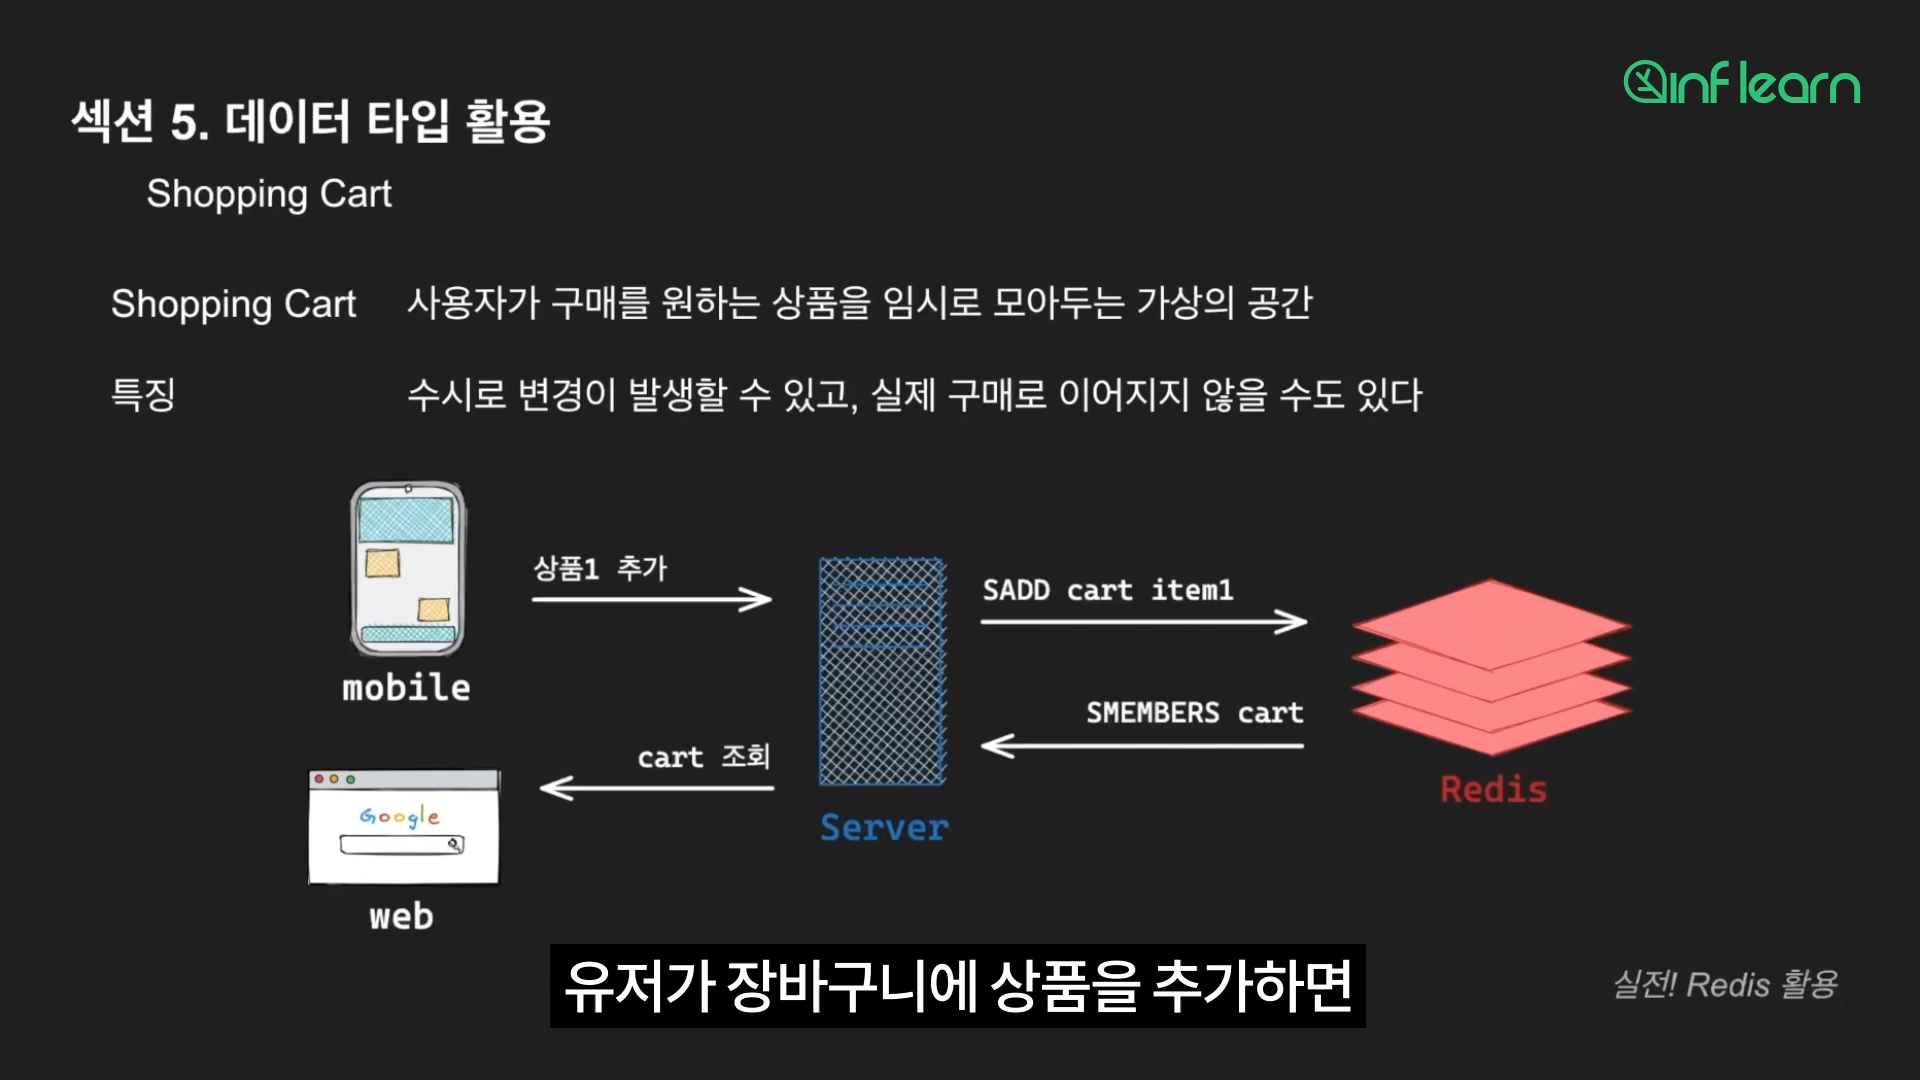 inflearn
섹션 5. 데이터 타입 활용
Shopping Cart
Shopping Cart 사용자가 구매를 원하는 상품을 임시로 모아두는 가상의 공간
특징 수시로 변경이 발생할 수 있고, 실제 구매로 이어지지 않을 수도 있다
상품1 추가
SADD cart item1
mobile
SMEMBERS cart
cart 조회
Redis
Google
Server
web
유저가 장바구니에 상품을 추가하면
실전! Redis 활용